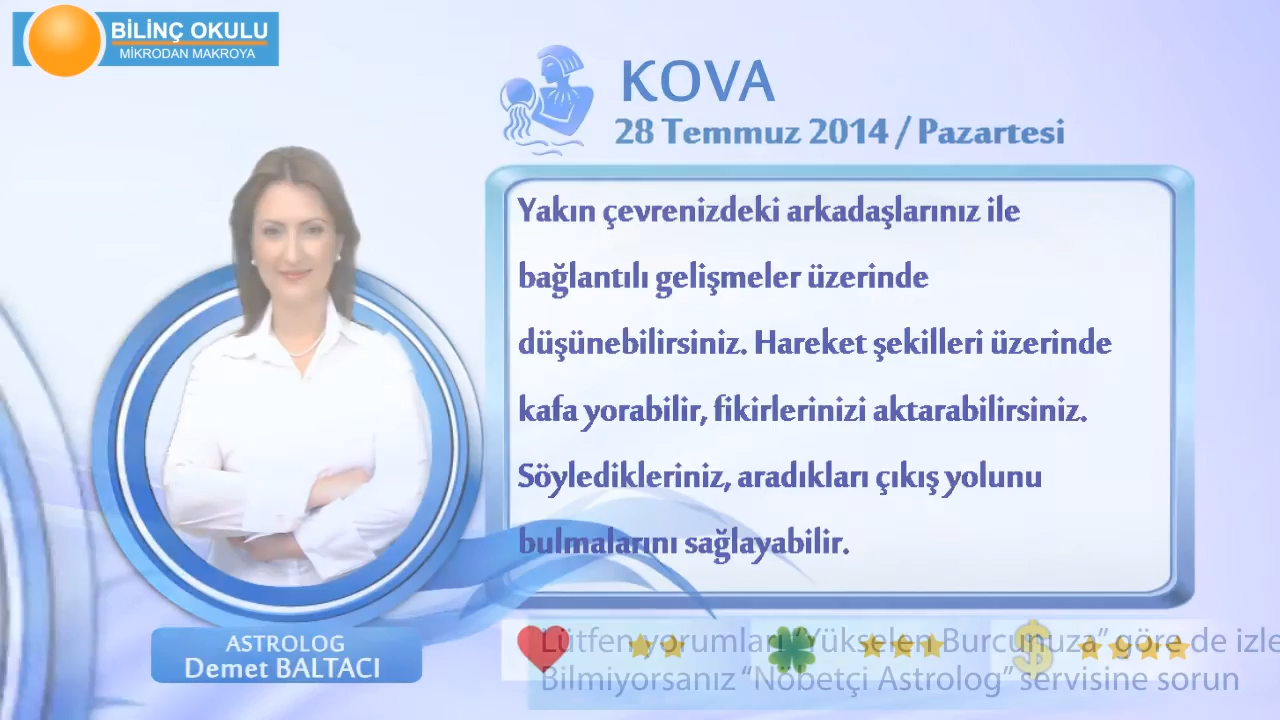 BİLİNÇ OKULU
MİKRODAN MAKROYA
KOVA
28 Temmuz 2014 / Pazartesi
Yakın çevrenizdeki arkadaşlarınız ile
bağlantılı gelişmeler üzerinde
düşünebilirsiniz. Hareket şekilleri üzerinde
kafa yorabilir, fikirlerinizi aktarabilirsiniz.
Söyledikleriniz, aradıkları çıkış yolunu
bulmalarını sağlayabilir.
ASTROLOG
Demet BALTACI
Lütfen yorumları "Yükselen Burcunuza" göre de izle
Bilmiyorsanız "Nöbetçi Astrolog" servisine sorun